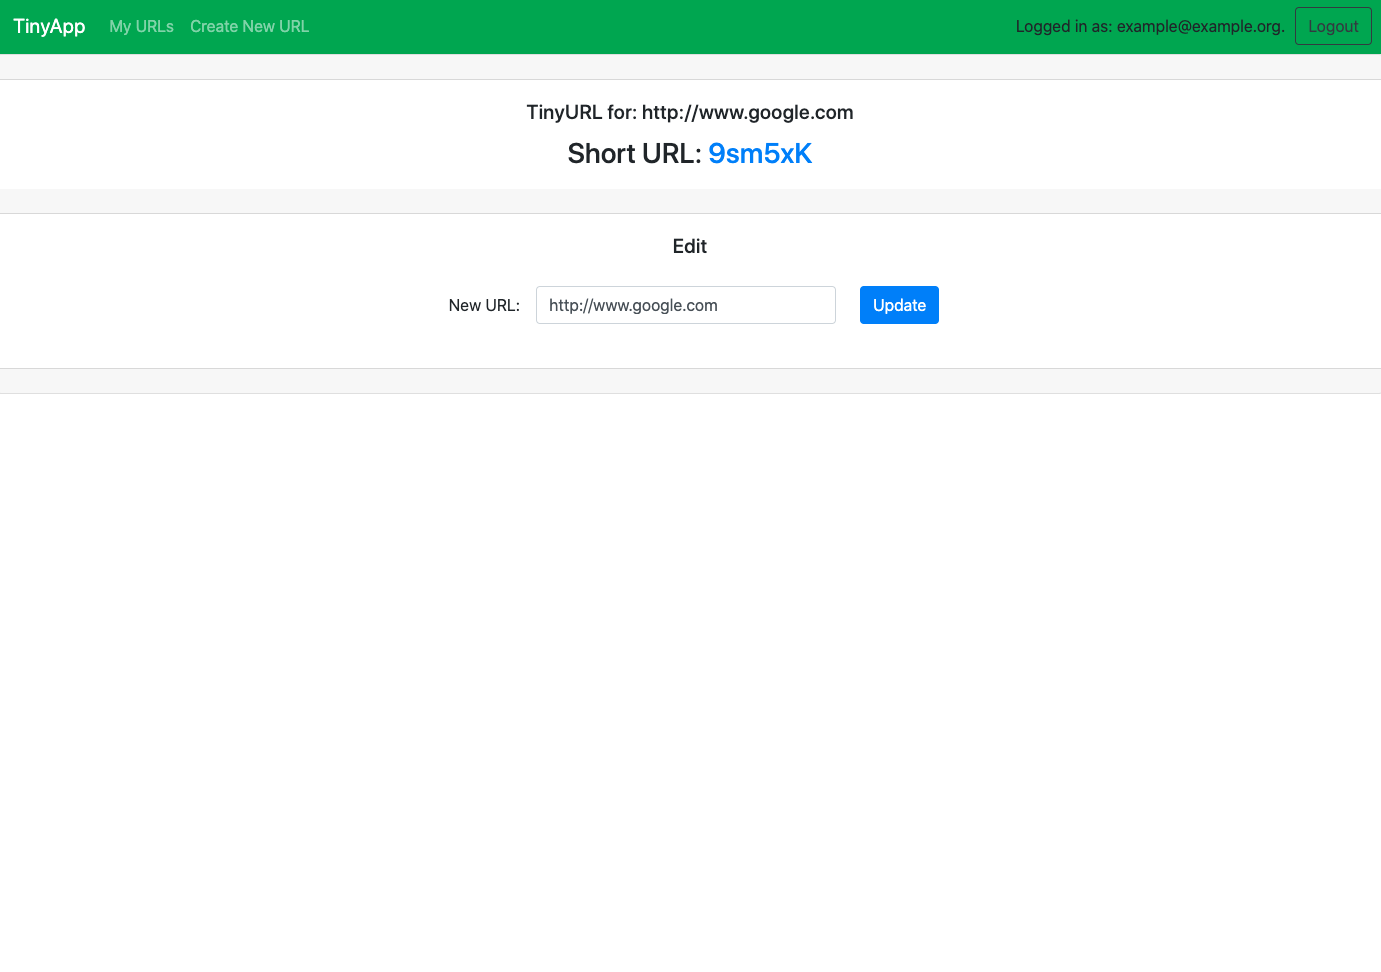 TinyApp My URLs Create New URL Logged in as: example@example.org. Logout
TinyURL for: http://www.google.com
Short URL: 9sm5xK
Edit
New URL: http://www.google.com Update